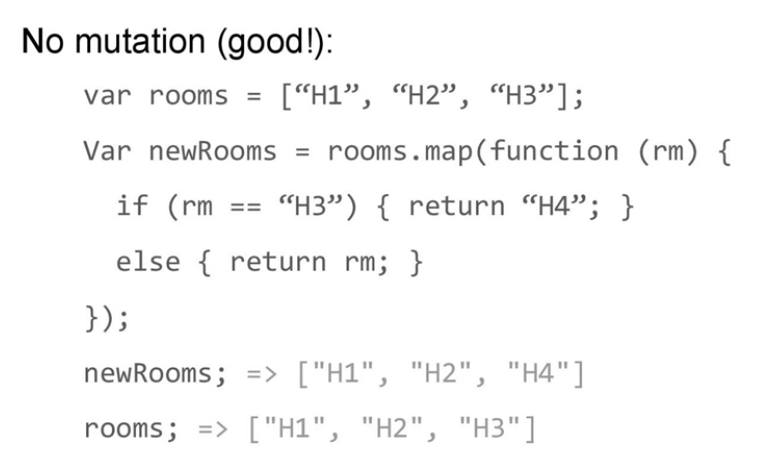 No mutation (good!):
var rooms = [“H1”, “H2”, “H3”];
Var newRooms = rooms.map(function (rm) {
if (rm == “H3”) { return “H4”; }
else { return rm; }
});
newRooms; => ["H1", "H2", "H4"]
rooms; => ["H1", "H2", "H3"]